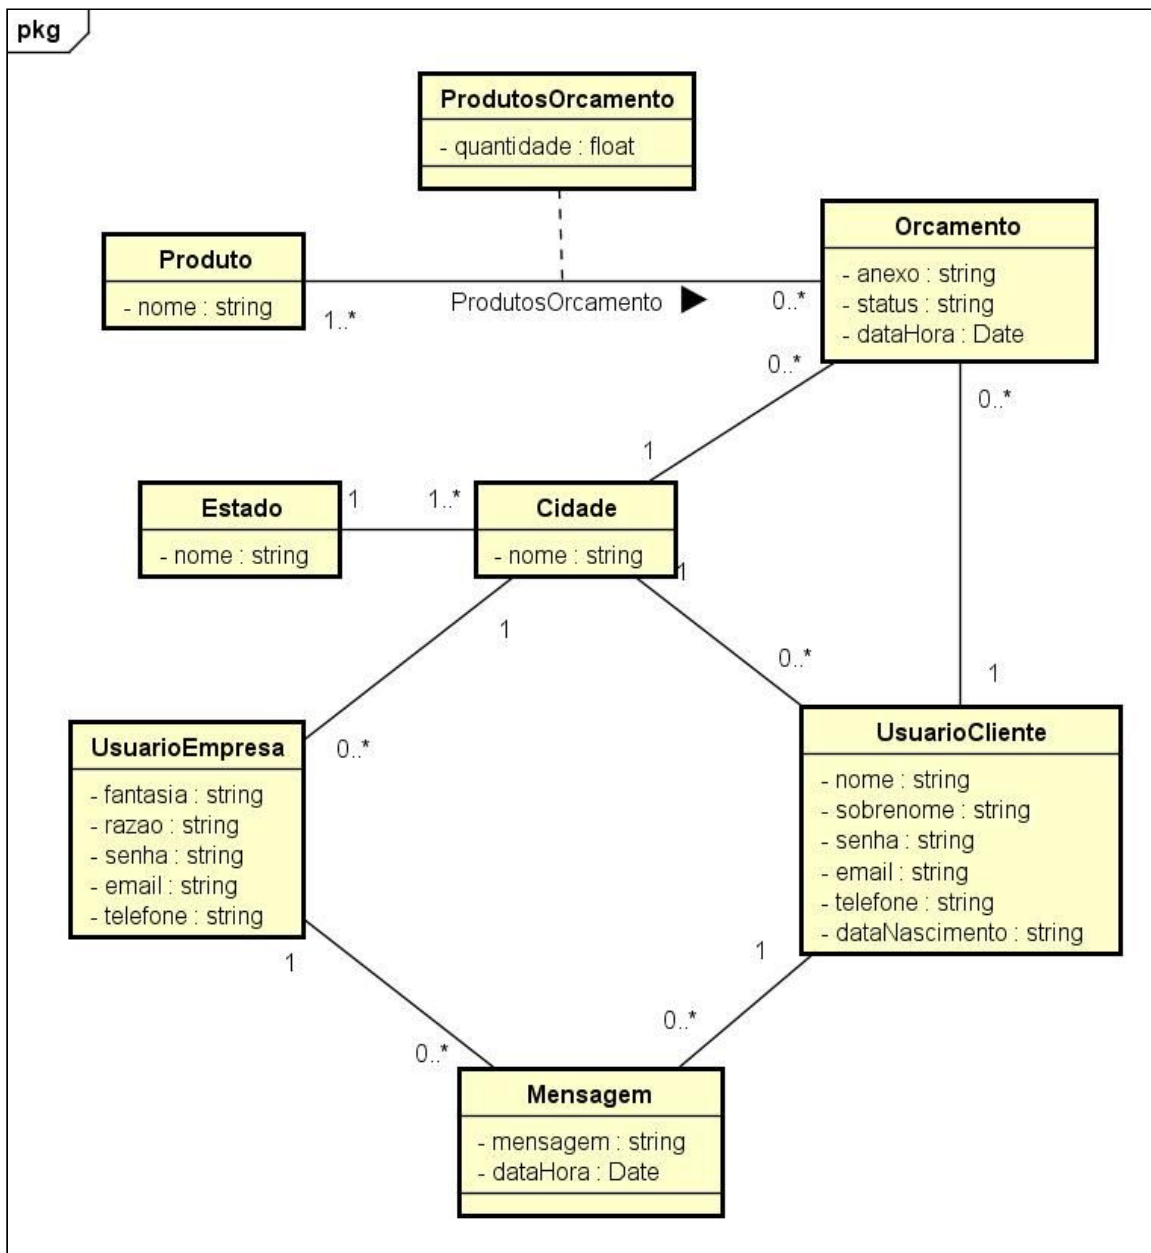 pkg
ProdutosOrcamento
- quantidade : float
Orcamento
- anexo : string
- status : string
- dataHora : Date
Produto
- nome : string
1..*
ProdutosOrcamento
0..*
0..*
0..*
1
Estado
- nome : string
1
1..*
Cidade
- nome : string
1
1
0..*
1
UsuarioEmpresa
- fantasia : string
- razao : string
- senha : string
- email : string
- telefone : string
0..*
UsuarioCliente
- nome : string
- sobrenome : string
- senha : string
- email : string
- telefone : string
- dataNascimento : string
1
1
0..*
0..*
Mensagem
- mensagem : string
- dataHora : Date